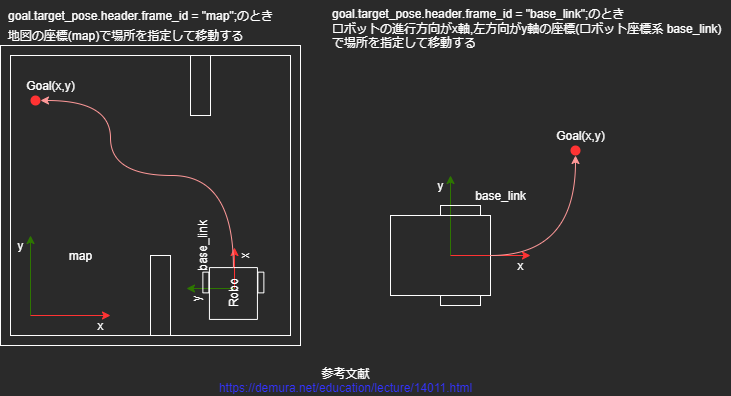 goal.target_pose.header.frame_id = "map";のとき
地図の座標(map)で場所を指定して移動する
Goal(x,y)
y
map
x
base_link
x
y
Robo
goal.target_pose.header.frame_id = "base_link";のとき
ロボットの進行方向がx軸,左方向がy軸の座標(ロボット座標系 base_link)
で場所を指定して移動する
Goal(x,y)
y
base_link
x
参考文献
https://demura.net/education/lecture/14011.html